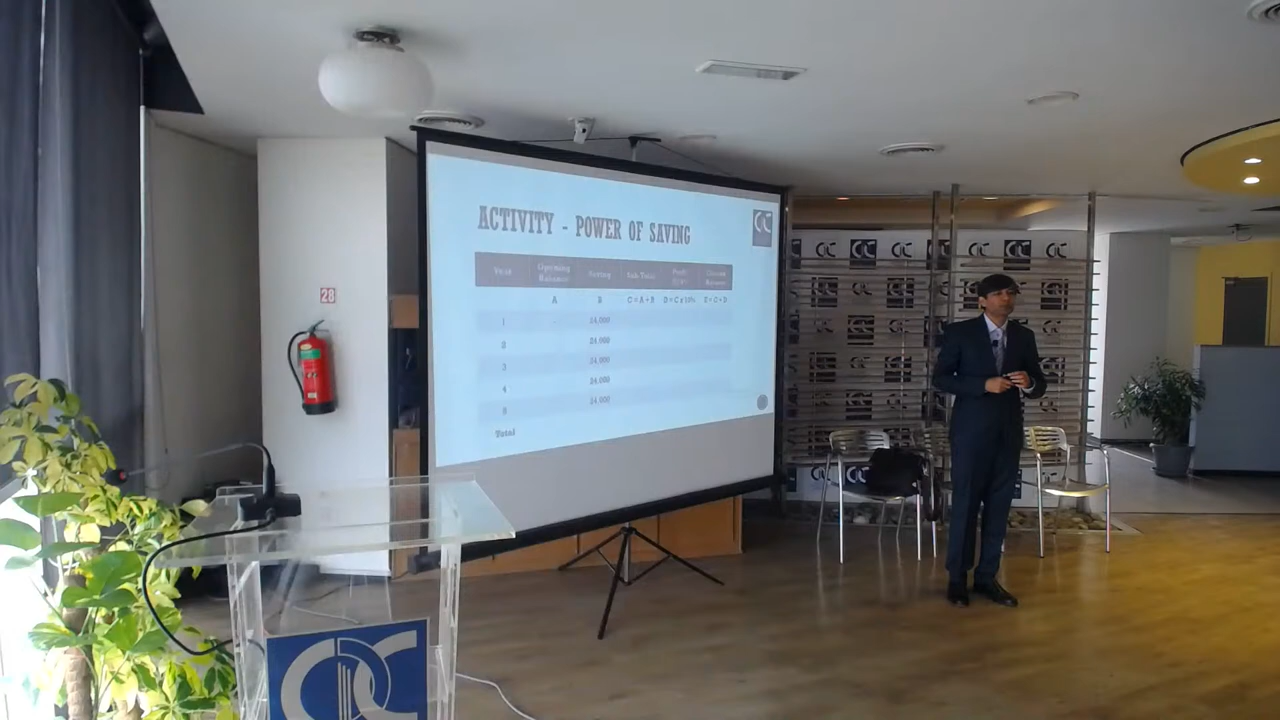 ACTIVITY - POWER OF SAVING
Year Opening Balance Saving Sub Total Closing Balance
A B C = A + B D = C x 10% E = C + D
1 - 24,000
2 24,000
3 24,000
4 24,000
5 24,000
Total
28